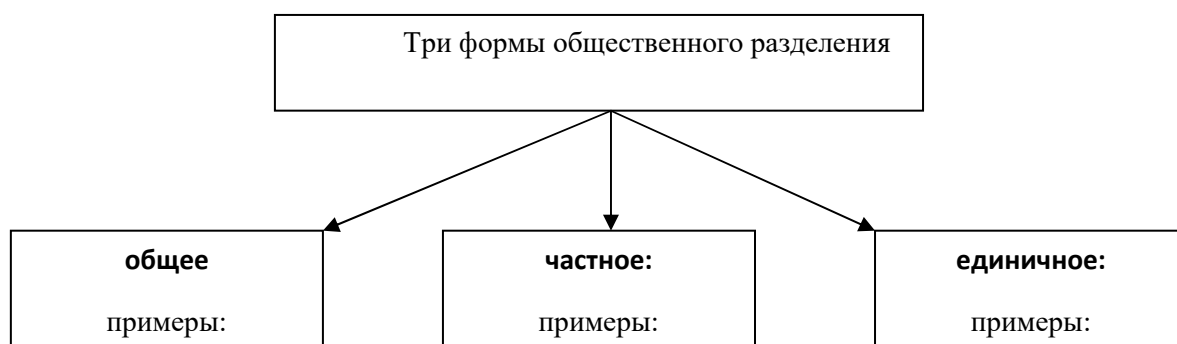 Три формы общественного разделения
общее
примеры:
частное:
примеры:
единичное:
примеры: